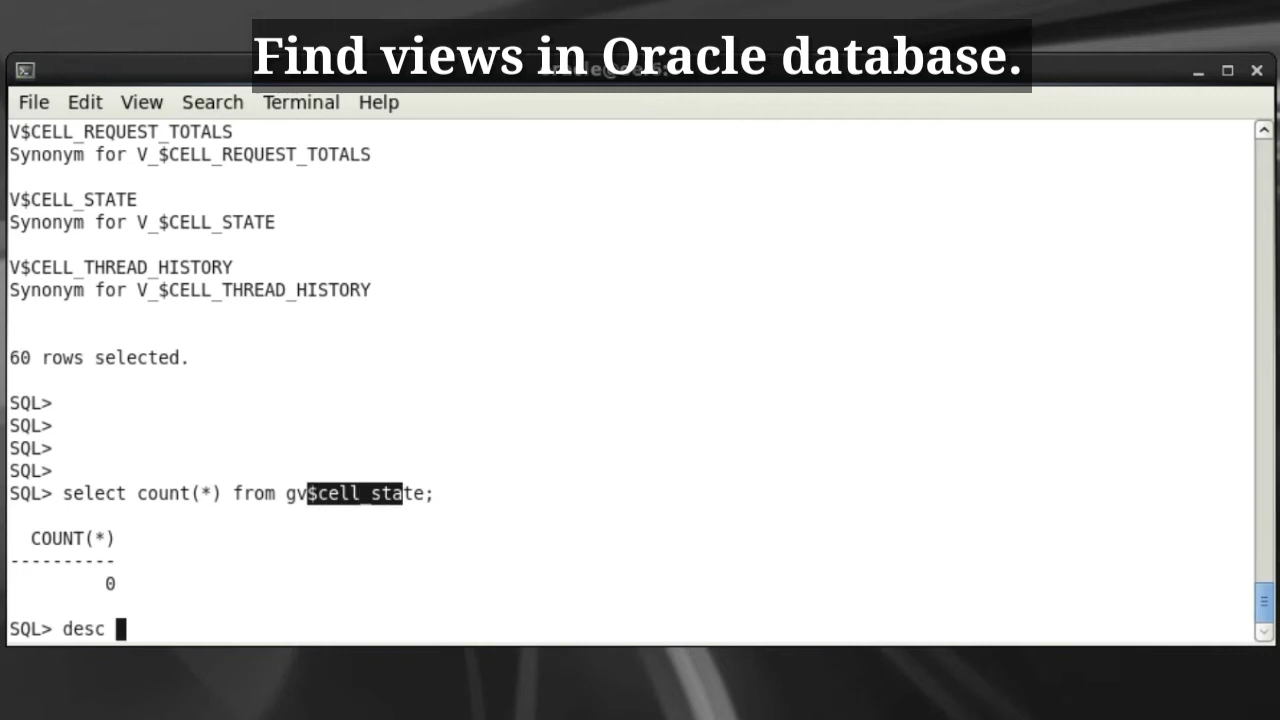 Find views in Oracle database.
File Edit View Search Terminal Help
V$CELL_REQUEST_TOTALS
Synonym for V_$CELL_REQUEST_TOTALS
V$CELL_STATE
Synonym for V_$CELL_STATE
V$CELL_THREAD_HISTORY
Synonym for V_$CELL_THREAD_HISTORY
60 rows selected.
SQL>
SQL>
SQL>
SQL>
SQL> select count(*) from gv$cell_state;
COUNT(*)
----------
0
SQL> desc